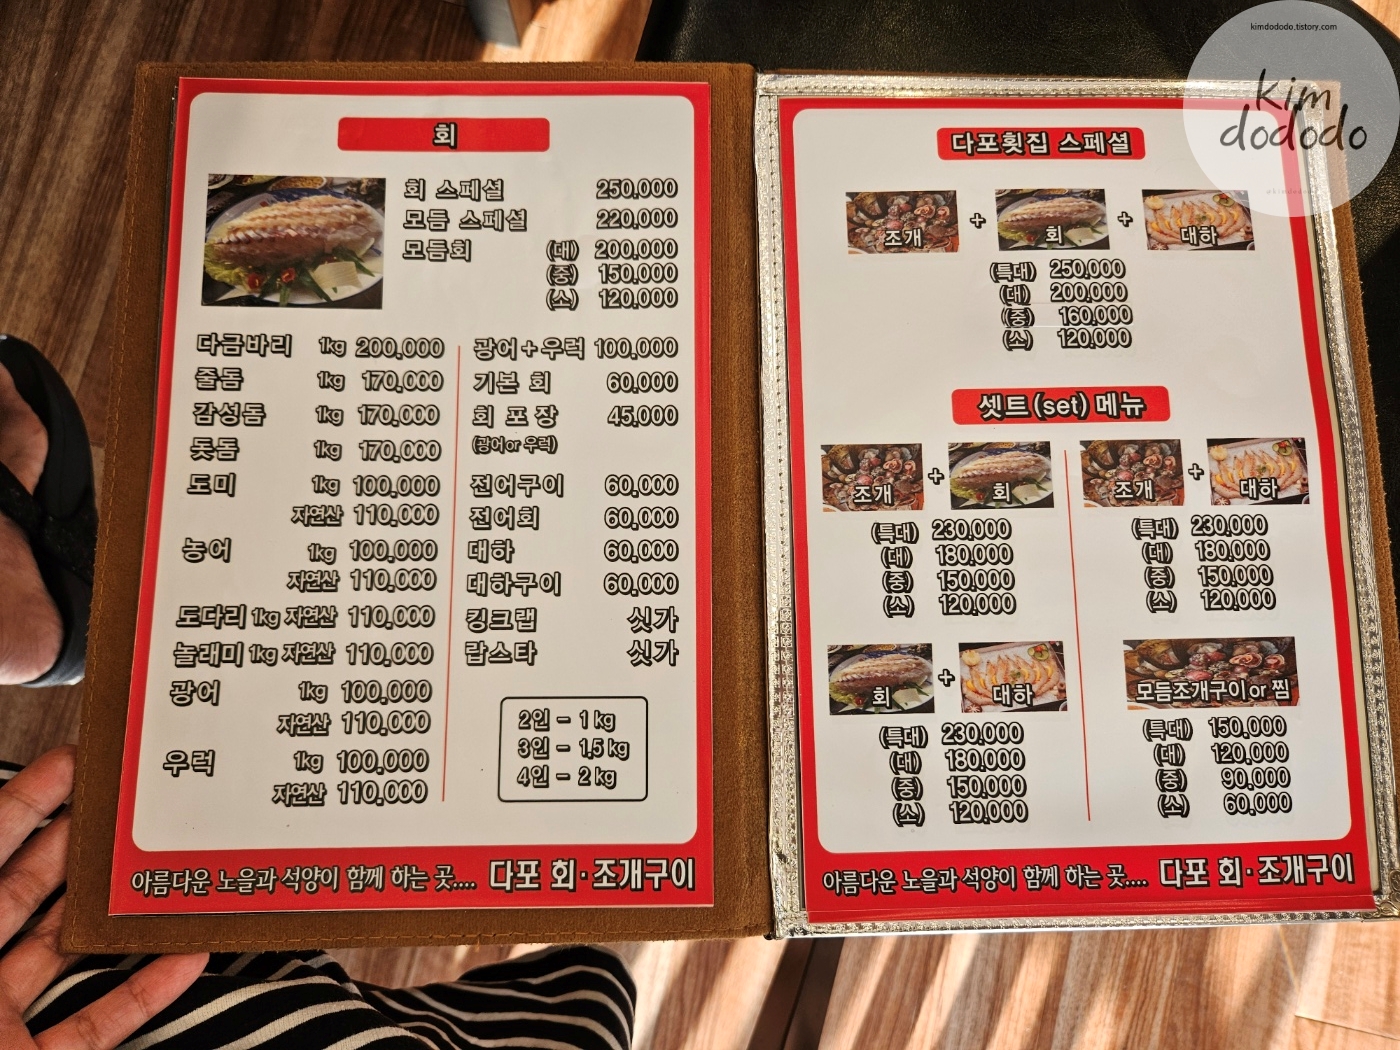 kimdododo.tistory.com
kim
dododo
회
회 스페셜 250,000
모듬 스페셜 220,000
모듬회 (대) 200,000
(중) 150,000
(소) 120,000
다금바리 1kg 200,000
줄돔 1kg 170,000
감성돔 1kg 170,000
돗돔 1kg 170,000
도미 1kg 100,000
자연산 110,000
농어 1kg 100,000
자연산 110,000
도다리 1kg 자연산 110,000
놀래미 1kg 자연산 110,000
광어 1kg 100,000
자연산 110,000
우럭 1kg 100,000
자연산 110,000
광어+우럭 100,000
기본 회 60,000
회 포장 45,000
(광어or 우럭)
전어구이 60,000
전어회 60,000
대하 60,000
대하구이 60,000
킹크랩 싯가
랍스타 싯가
2인 - 1 kg
3인 - 1.5 kg
4인 - 2 kg
아름다운 노을과 석양이 함께 하는 곳.... 다포 회·조개구이
다포횟집 스페셜
조개 + 회 + 대하
(특대) 250,000
(대) 200,000
(중) 160,000
(소) 120,000
셋트(set) 메뉴
조개 + 회
(특대) 230,000
(대) 180,000
(중) 150,000
(소) 120,000
조개 + 대하
(특대) 230,000
(대) 180,000
(중) 150,000
(소) 120,000
회 + 대하
(특대) 230,000
(대) 180,000
(중) 150,000
(소) 120,000
모듬조개구이 or 찜
(특대) 150,000
(대) 120,000
(중) 90,000
(소) 60,000
아름다운 노을과 석양이 함께 하는 곳.... 다포 회·조개구이